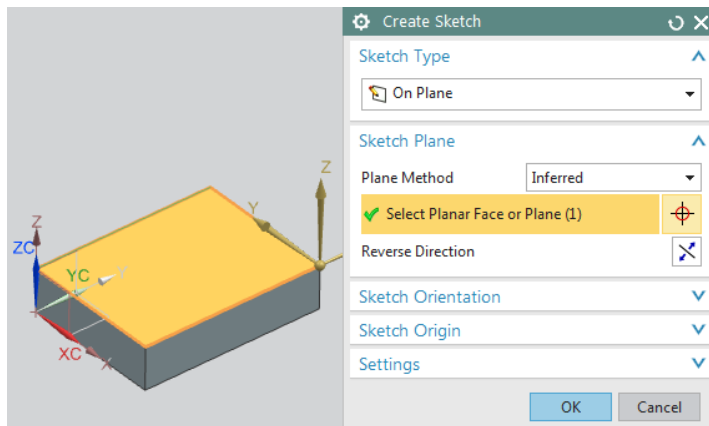 Create Sketch
Sketch Type
On Plane
Sketch Plane
Plane Method Inferred
Select Planar Face or Plane (1)
Reverse Direction
Sketch Orientation
Sketch Origin
Settings
OK Cancel
Z
Y
Z
ZC
YC Y
XC X